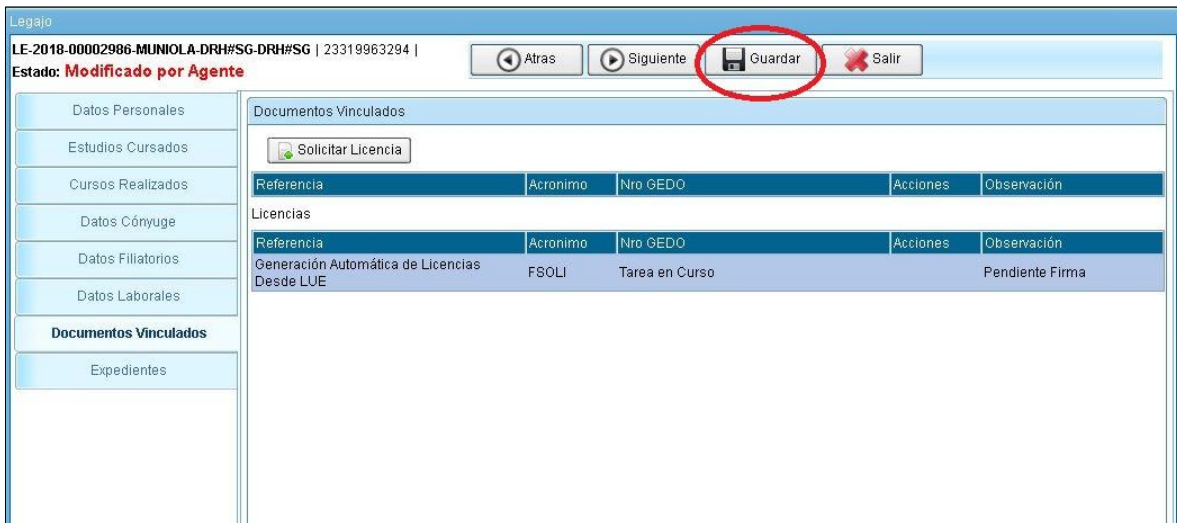 Legajo
LE-2018-00002986-MUNIOLA-DRH#SG-DRH#SG | 23319963294 |
Estado: Modificado por Agente
Atras
Siguiente
Guardar
Salir
Datos Personales
Estudios Cursados
Cursos Realizados
Datos Cónyuge
Datos Filiatorios
Datos Laborales
Documentos Vinculados
Expedientes
Documentos Vinculados
Solicitar Licencia
Referencia Acronimo Nro GEDO Acciones Observación
Licencias
Referencia Acronimo Nro GEDO Acciones Observación
Generación Automática de Licencias
Desde LUE
FSOLI Tarea en Curso Pendiente Firma